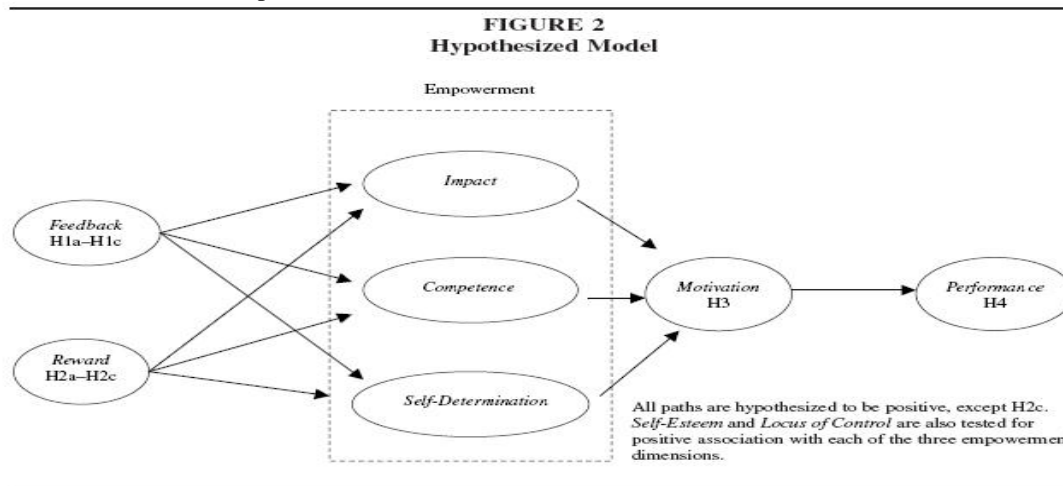 FIGURE 2
Hypothesized Model
Empowerment
Impact
Feedback
H1a–H1c
Competence
Motivation
H3
Performance
H4
Reward
H2a–H2c
Self-Determination
All paths are hypothesized to be positive, except H2c.
Self-Esteem and Locus of Control are also tested for
positive association with each of the three empowermen
dimensions.